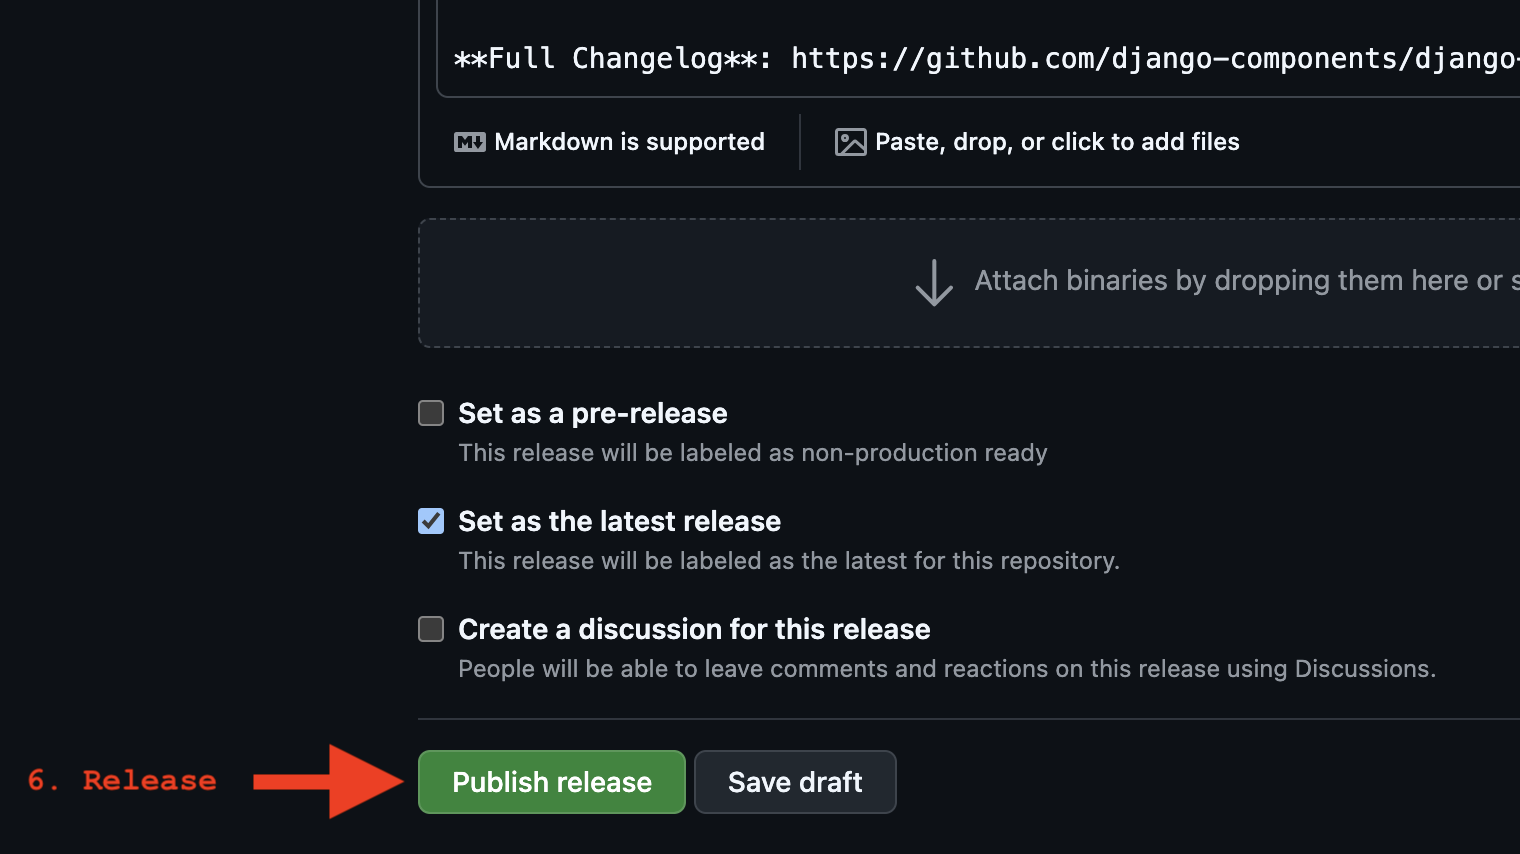 **Full Changelog**: https://github.com/django-components/django-
Markdown is supported
Paste, drop, or click to add files
Attach binaries by dropping them here or s
Set as a pre-release
This release will be labeled as non-production ready
Set as the latest release
This release will be labeled as the latest for this repository.
Create a discussion for this release
People will be able to leave comments and reactions on this release using Discussions.
6. Release
Publish release
Save draft